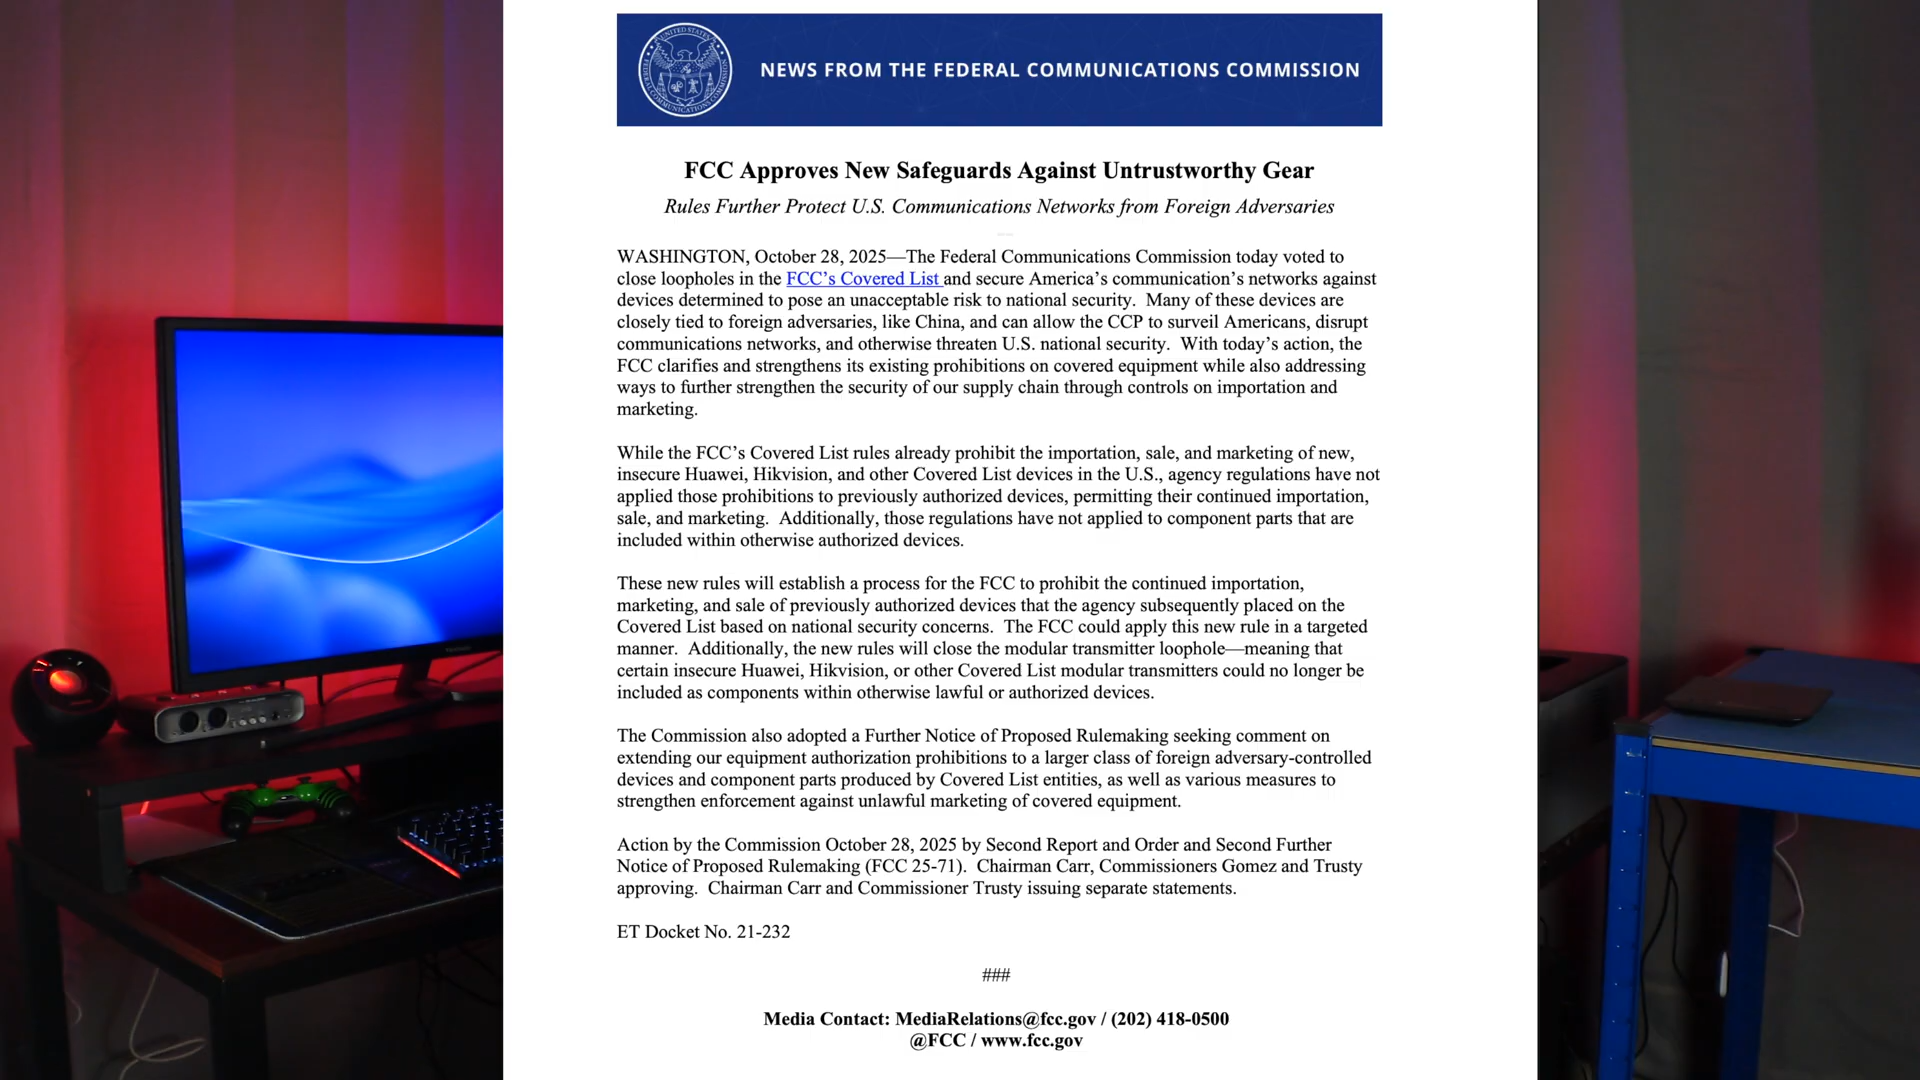 NEWS FROM THE FEDERAL COMMUNICATIONS COMMISSION
FCC Approves New Safeguards Against Untrustworthy Gear
Rules Further Protect U.S. Communications Networks from Foreign Adversaries
WASHINGTON, October 28, 2025—The Federal Communications Commission today voted to
close loopholes in the FCC’s Covered List and secure America’s communication’s networks against
devices determined to pose an unacceptable risk to national security.  Many of these devices are
closely tied to foreign adversaries, like China, and can allow the CCP to surveil Americans, disrupt
communications networks, and otherwise threaten U.S. national security.  With today’s action, the
FCC clarifies and strengthens its existing prohibitions on covered equipment while also addressing
ways to further strengthen the security of our supply chain through controls on importation and
marketing.
While the FCC’s Covered List rules already prohibit the importation, sale, and marketing of new,
insecure Huawei, Hikvision, and other Covered List devices in the U.S., agency regulations have not
applied those prohibitions to previously authorized devices, permitting their continued importation,
sale, and marketing.  Additionally, those regulations have not applied to component parts that are
included within otherwise authorized devices.
These new rules will establish a process for the FCC to prohibit the continued importation,
marketing, and sale of previously authorized devices that the agency subsequently placed on the
Covered List based on national security concerns.  The FCC could apply this new rule in a targeted
manner.  Additionally, the new rules will close the modular transmitter loophole—meaning that
certain insecure Huawei, Hikvision, or other Covered List modular transmitters could no longer be
included as components within otherwise lawful or authorized devices.
The Commission also adopted a Further Notice of Proposed Rulemaking seeking comment on
extending our equipment authorization prohibitions to a larger class of foreign adversary-controlled
devices and component parts produced by Covered List entities, as well as various measures to
strengthen enforcement against unlawful marketing of covered equipment.
Action by the Commission October 28, 2025 by Second Report and Order and Second Further
Notice of Proposed Rulemaking (FCC 25-71).  Chairman Carr, Commissioners Gomez and Trusty
approving.  Chairman Carr and Commissioner Trusty issuing separate statements.
ET Docket No. 21-232
###
Media Contact: MediaRelations@fcc.gov / (202) 418-0500
@FCC / www.fcc.gov